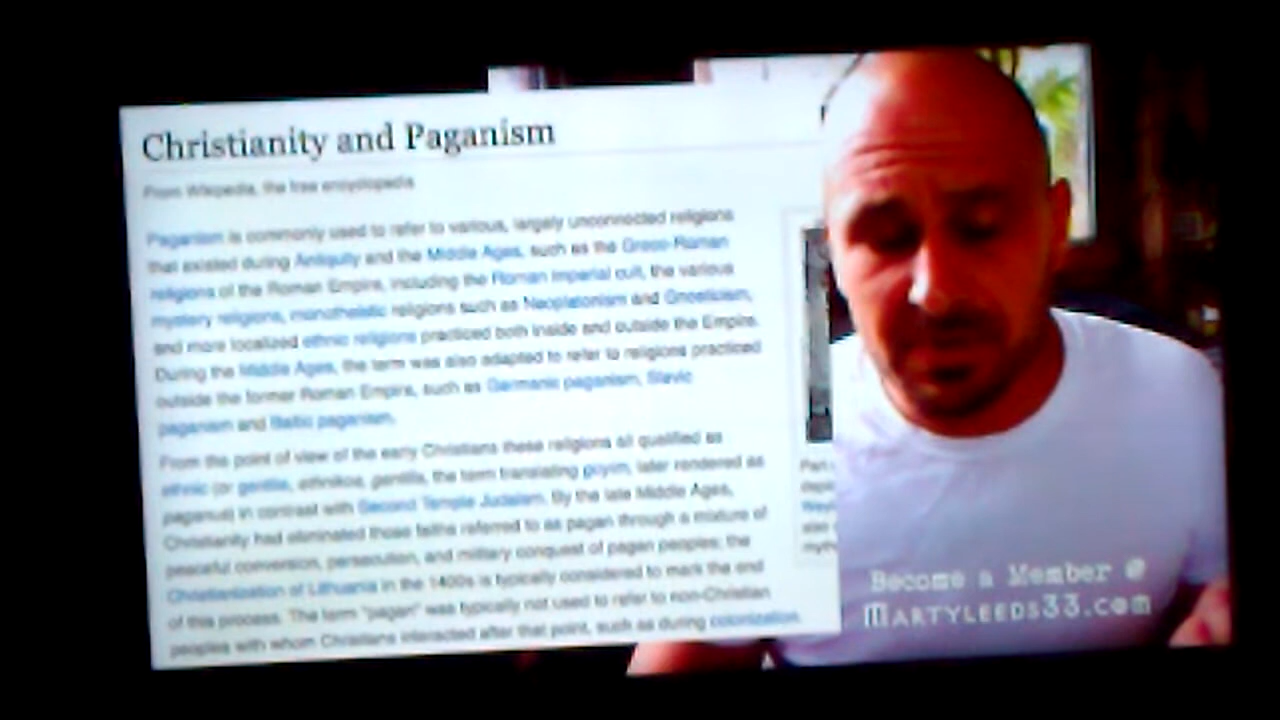 Christianity and Paganism
From Wikipedia, the free encyclopedia
Paganism is commonly used to refer to various, largely unconnected religions
that existed during Antiquity and the Middle Ages, such as the Greco-Roman
religions of the Roman Empire, including the Roman imperial cult, the various
mystery religions, monotheistic religions such as Neoplatonism and Gnosticism,
and more localized ethnic religions practiced both inside and outside the Empire.
During the Middle Ages, the term was also adapted to refer to religions practiced
outside the former Roman Empire, such as Germanic paganism, Slavic
paganism and Baltic paganism.
From the point of view of the early Christians these religions all qualified as
ethnic (or gentile, ethnikos, gentilis, the term translating goyim, later rendered as
paganus) in contrast with Second Temple Judaism. By the late Middle Ages,
Christianity had eliminated those faiths referred to as pagan through a mixture of
peaceful conversion, persecution, and military conquest of pagan peoples; the
Christianization of Lithuania in the 1400s is typically considered to mark the end
of this process. The term "pagan" was typically not used to refer to non-Christian
peoples with whom Christians interacted after that point, such as during colonization.
Become a Member @
MARTYLEEDS33.COM